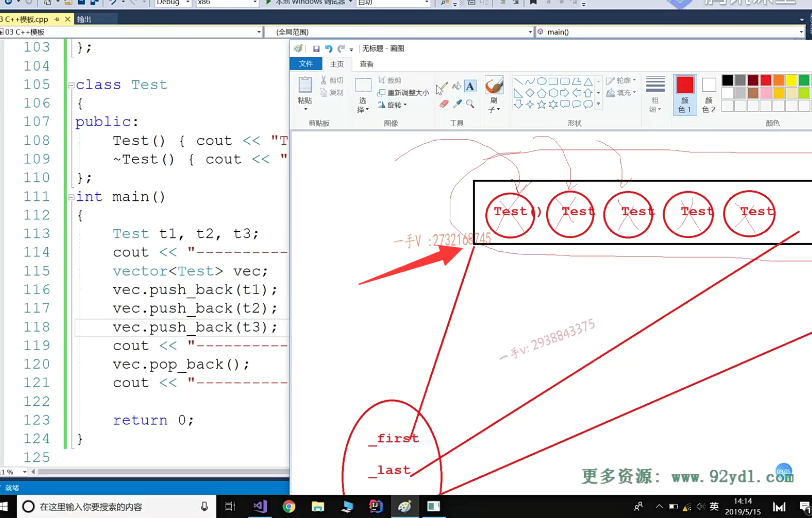 Debug
x86
本地 Windows 调试器
自动
3 C++模板.cpp
输出
03 C++模板
(全局范围)
main()
无标题 - 画图
文件
主页
查看
粘贴
剪切
复制
剪贴板
选择
裁剪
重新调整大小
旋转
图像
A
工具
刷子
轮廓
填充
形状
粗细
颜色 1
颜色 2
颜色
103 };
104
105 class Test
106 {
107 public:
108 Test() { cout << "T
109 ~Test() { cout << "
110 };
111 int main()
112 {
113 Test t1, t2, t3;
114 cout << "-----------
115 vector<Test> vec;
116 vec.push_back(t1);
117 vec.push_back(t2);
118 vec.push_back(t3);
119 cout << "-----------
120 vec.pop_back();
121 cout << "-----------
122
123 return 0;
124 }
125
Test() Test Test Test Test
一手V :2732168745
一手v: 2938843375
_first
_last
更多资源: www.92ydl.com
就绪
在这里输入你要搜索的内容
英
14:14
2019/5/15